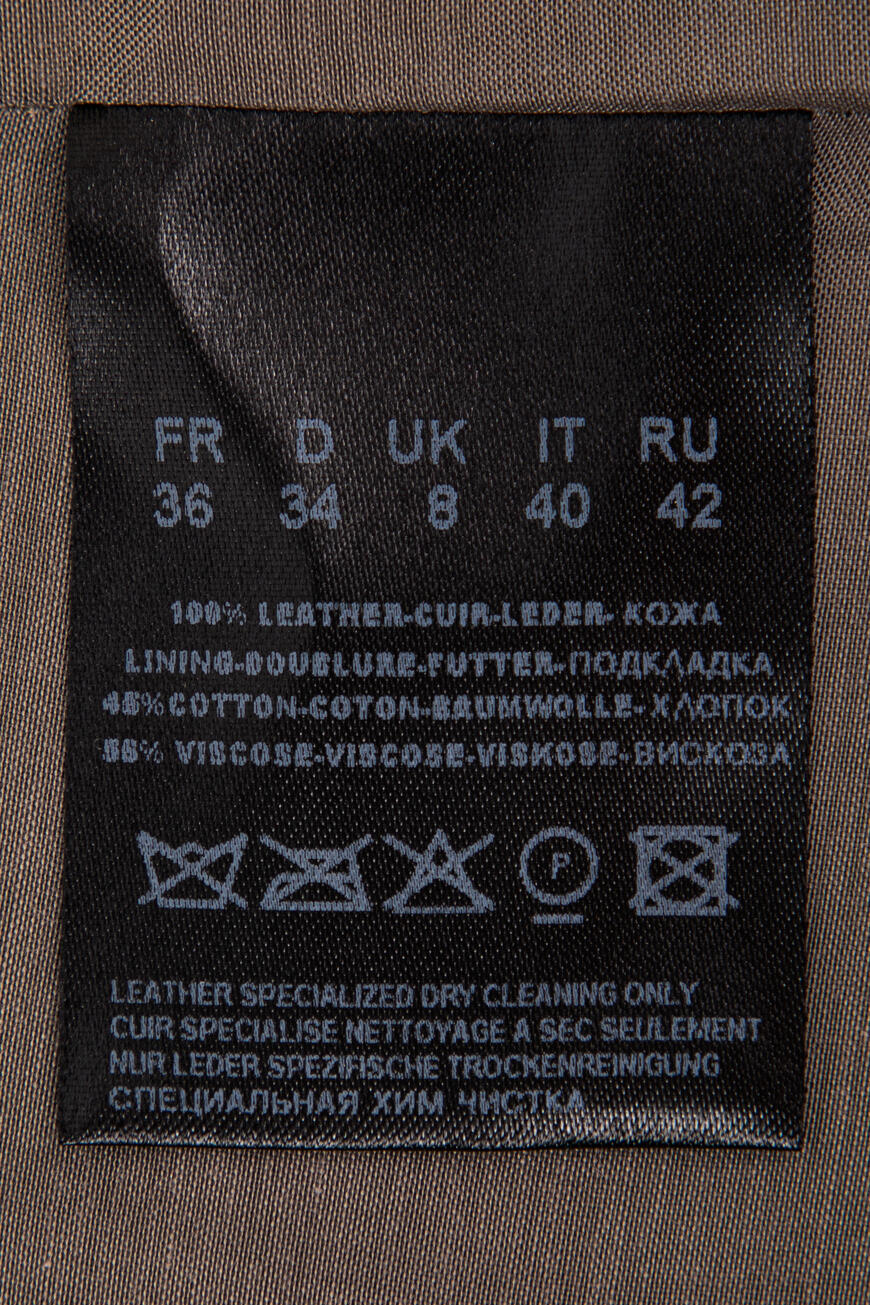 FR D UK IT RU
36 34 8 40 42
100% LEATHER-CUIR-LEDER- КОЖА
LINING-DOUBLURE-FUTTER-ПОДКЛАДКА
45%COTTON-COTON-BAUMWOLLE-ХЛОПОК
55% VISCOSE-VISCOSE-VISKOSE-ВИСКОЗА
P
LEATHER SPECIALIZED DRY CLEANING ONLY
CUIR SPECIALISE NETTOYAGE A SEC SEULEMENT
NUR LEDER SPEZIFISCHE TROCKENREINIGUNG
СПЕЦИАЛЬНАЯ ХИМ ЧИСТКА